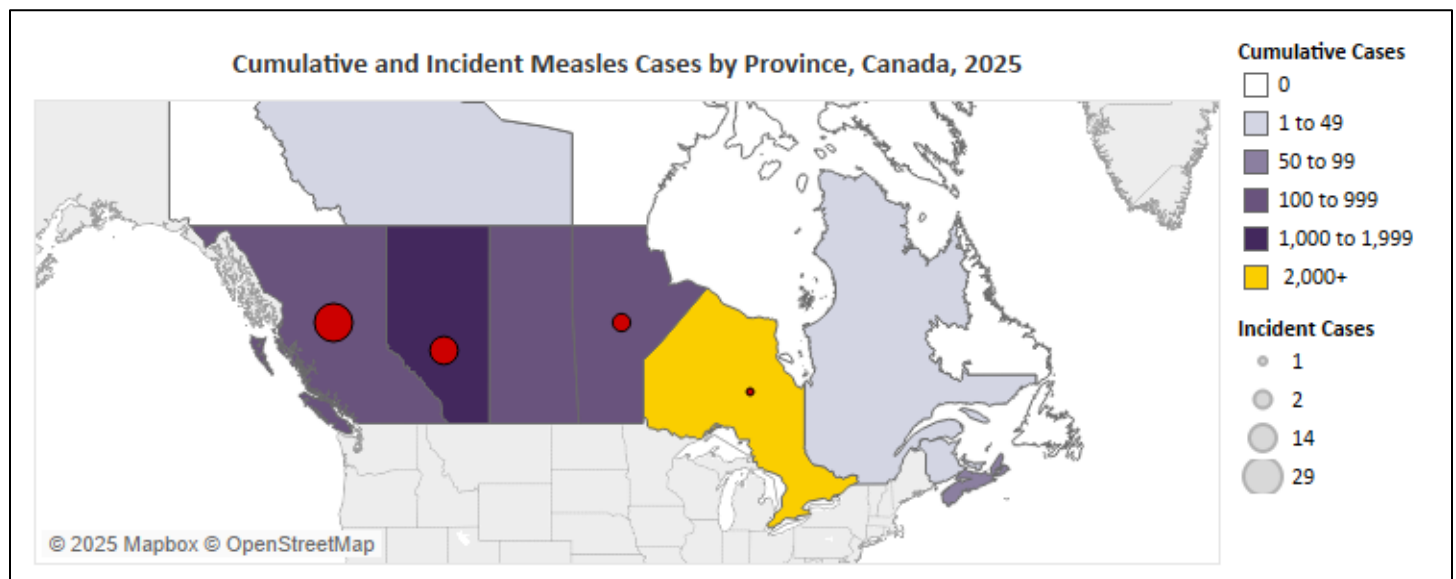 Cumulative and Incident Measles Cases by Province, Canada, 2025
Cumulative Cases
0
1 to 49
50 to 99
100 to 999
1,000 to 1,999
2,000+
Incident Cases
1
2
14
29
© 2025 Mapbox © OpenStreetMap